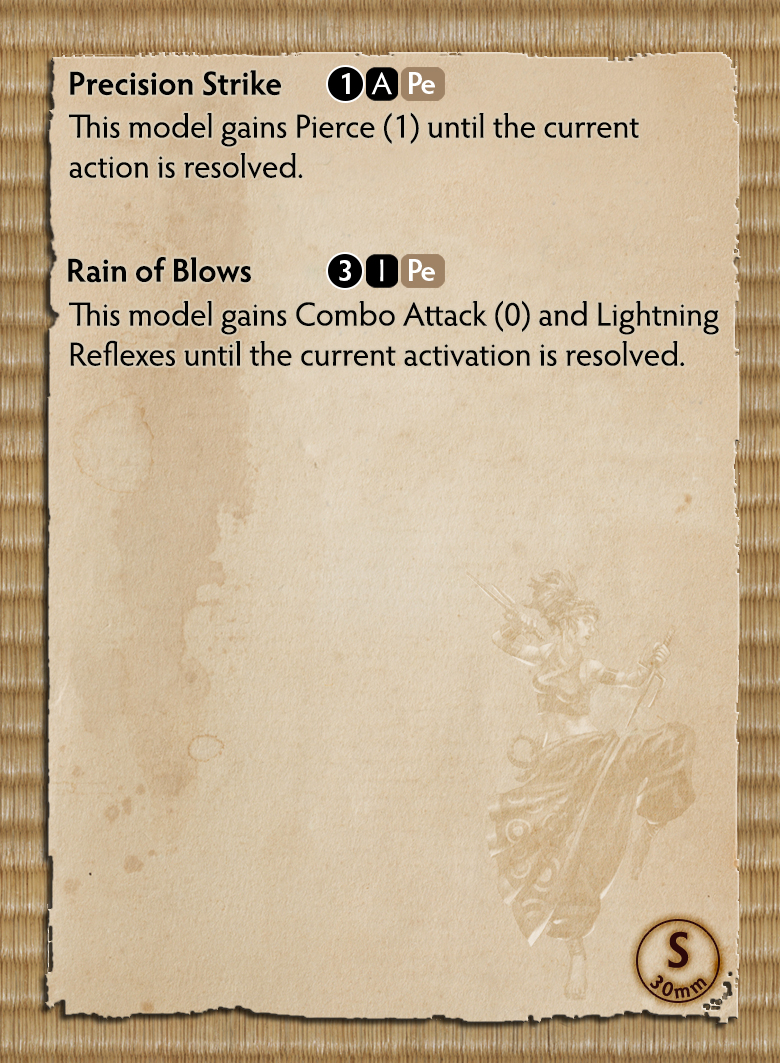 Precision Strike 1 A Pe
This model gains Pierce (1) until the current
action is resolved.
Rain of Blows 3 I Pe
This model gains Combo Attack (0) and Lightning
Reflexes until the current activation is resolved.
S
30mm